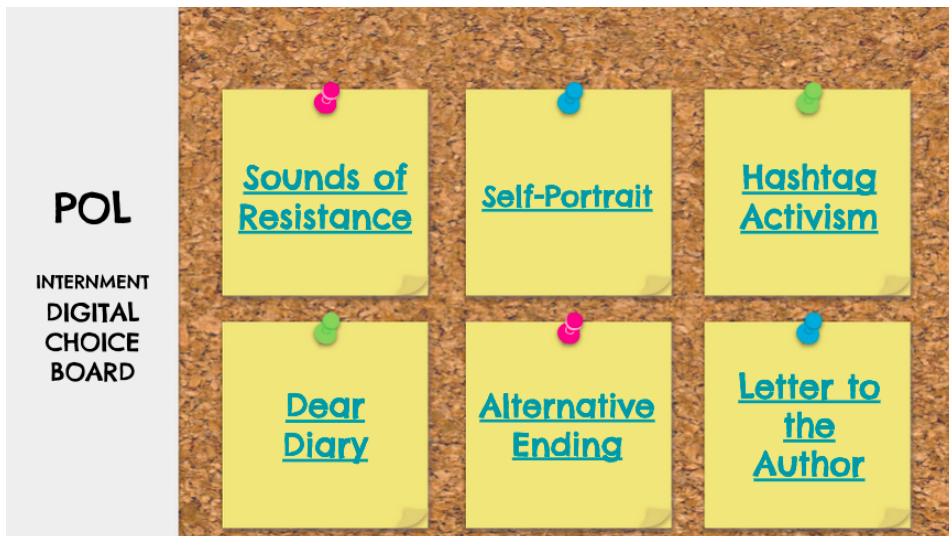 POL
INTERNMENT
DIGITAL
CHOICE
BOARD
Sounds of
Resistance
Self-Portrait
Hashtag
Activism
Dear
Diary
Alternative
Ending
Letter to
the
Author